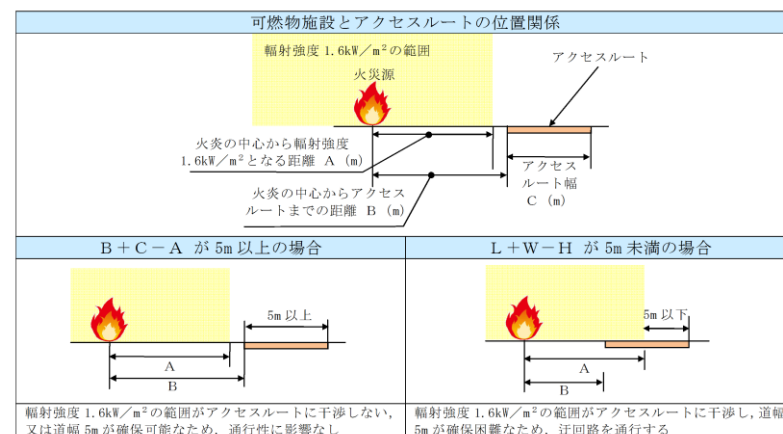 可燃物施設とアクセスルートの位置関係
輻射強度 1.6kW/m²の範囲
アクセスルート
火災源
火炎の中心から輻射強度
1.6kW/m²となる距離 A (m)
アクセス
ルート幅
C (m)
火炎の中心からアクセス
ルートまでの距離 B (m)
B+C-A が 5m 以上の場合
L+W-H が 5m 未満の場合
5m 以上
A
B
5m 以下
A
B
輻射強度 1.6kW/m²の範囲がアクセスルートに干渉しない,
又は道幅 5m が確保可能なため, 通行性に影響なし
輻射強度 1.6kW/m²の範囲がアクセスルートに干渉し, 道幅
5m が確保困難なため, 迂回路を通行する